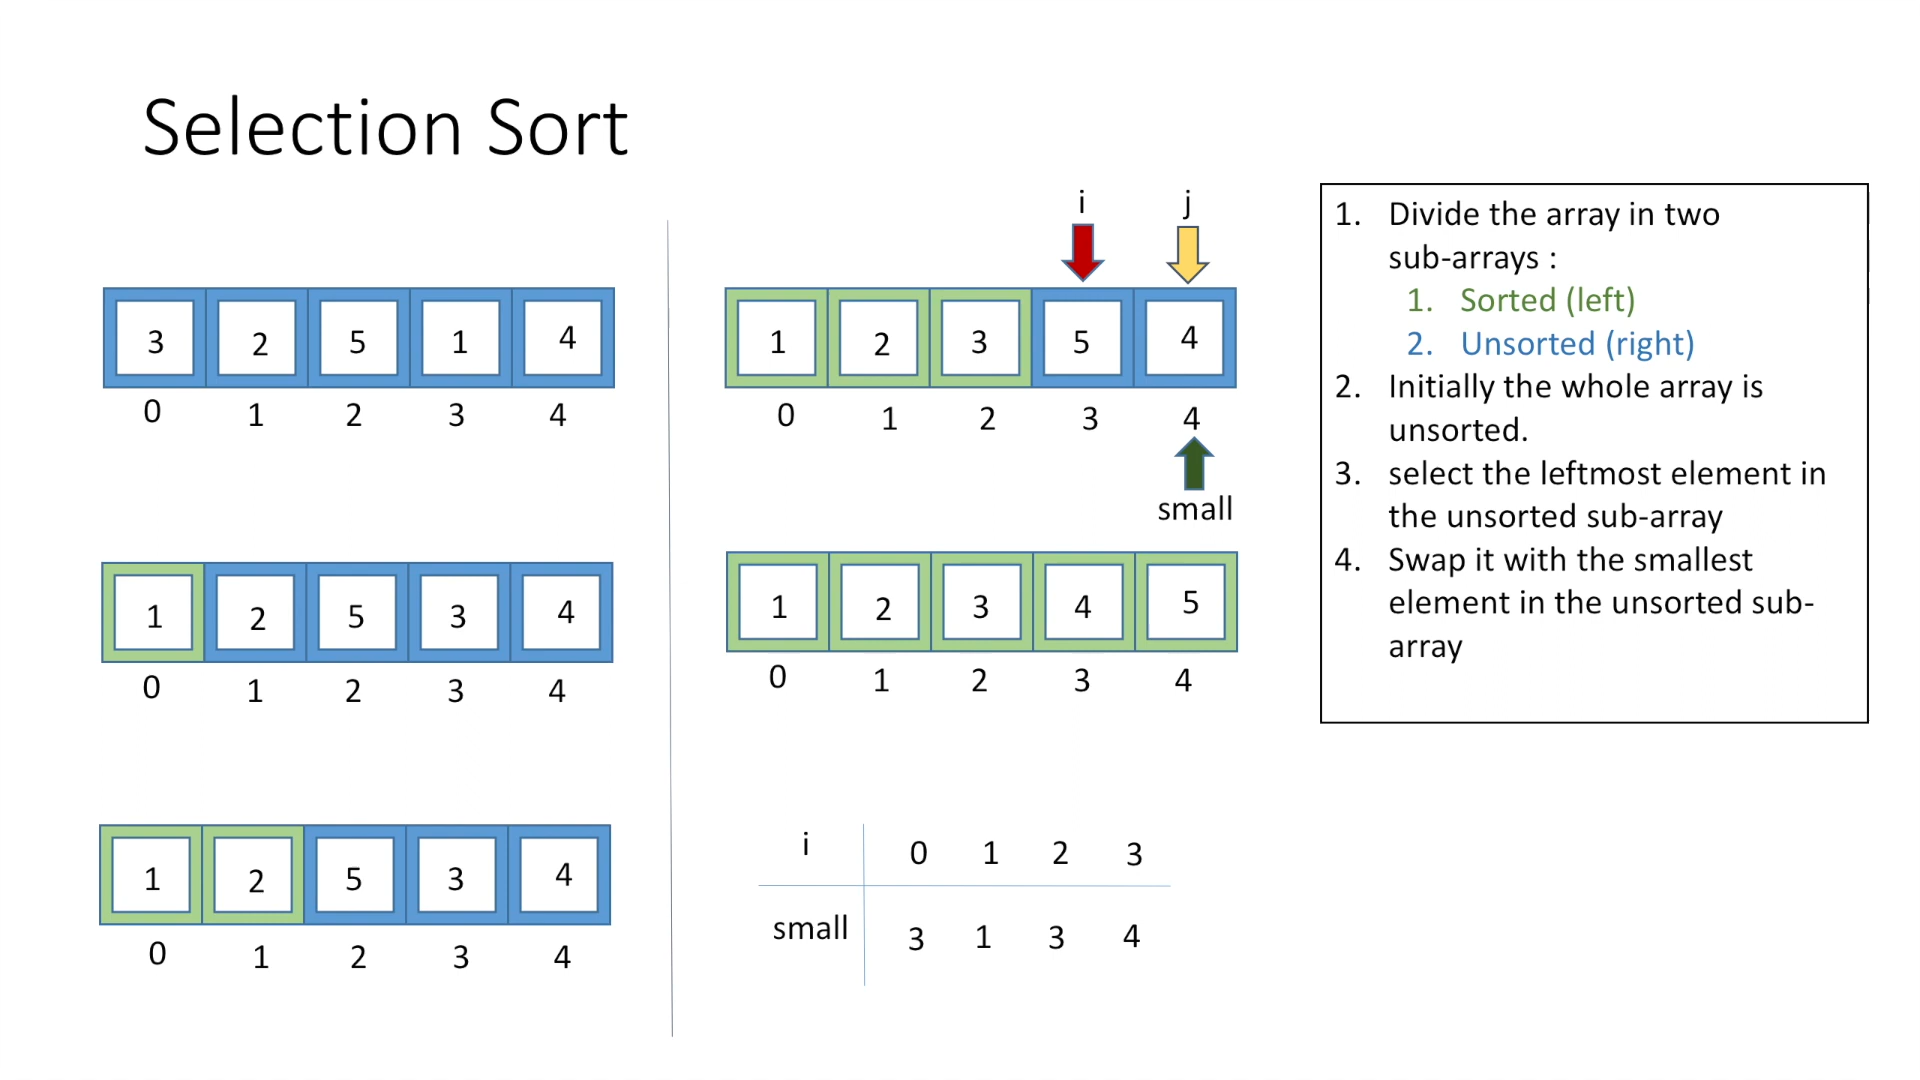 Selection Sort
3 2 5 1 4
0 1 2 3 4
1 2 5 3 4
0 1 2 3 4
1 2 5 3 4
0 1 2 3 4
i j
1 2 3 5 4
0 1 2 3 4
small
1 2 3 4 5
0 1 2 3 4
i 0 1 2 3
small 3 1 3 4
1. Divide the array in two
sub-arrays :
1. Sorted (left)
2. Unsorted (right)
2. Initially the whole array is
unsorted.
3. select the leftmost element in
the unsorted sub-array
4. Swap it with the smallest
element in the unsorted sub-
array